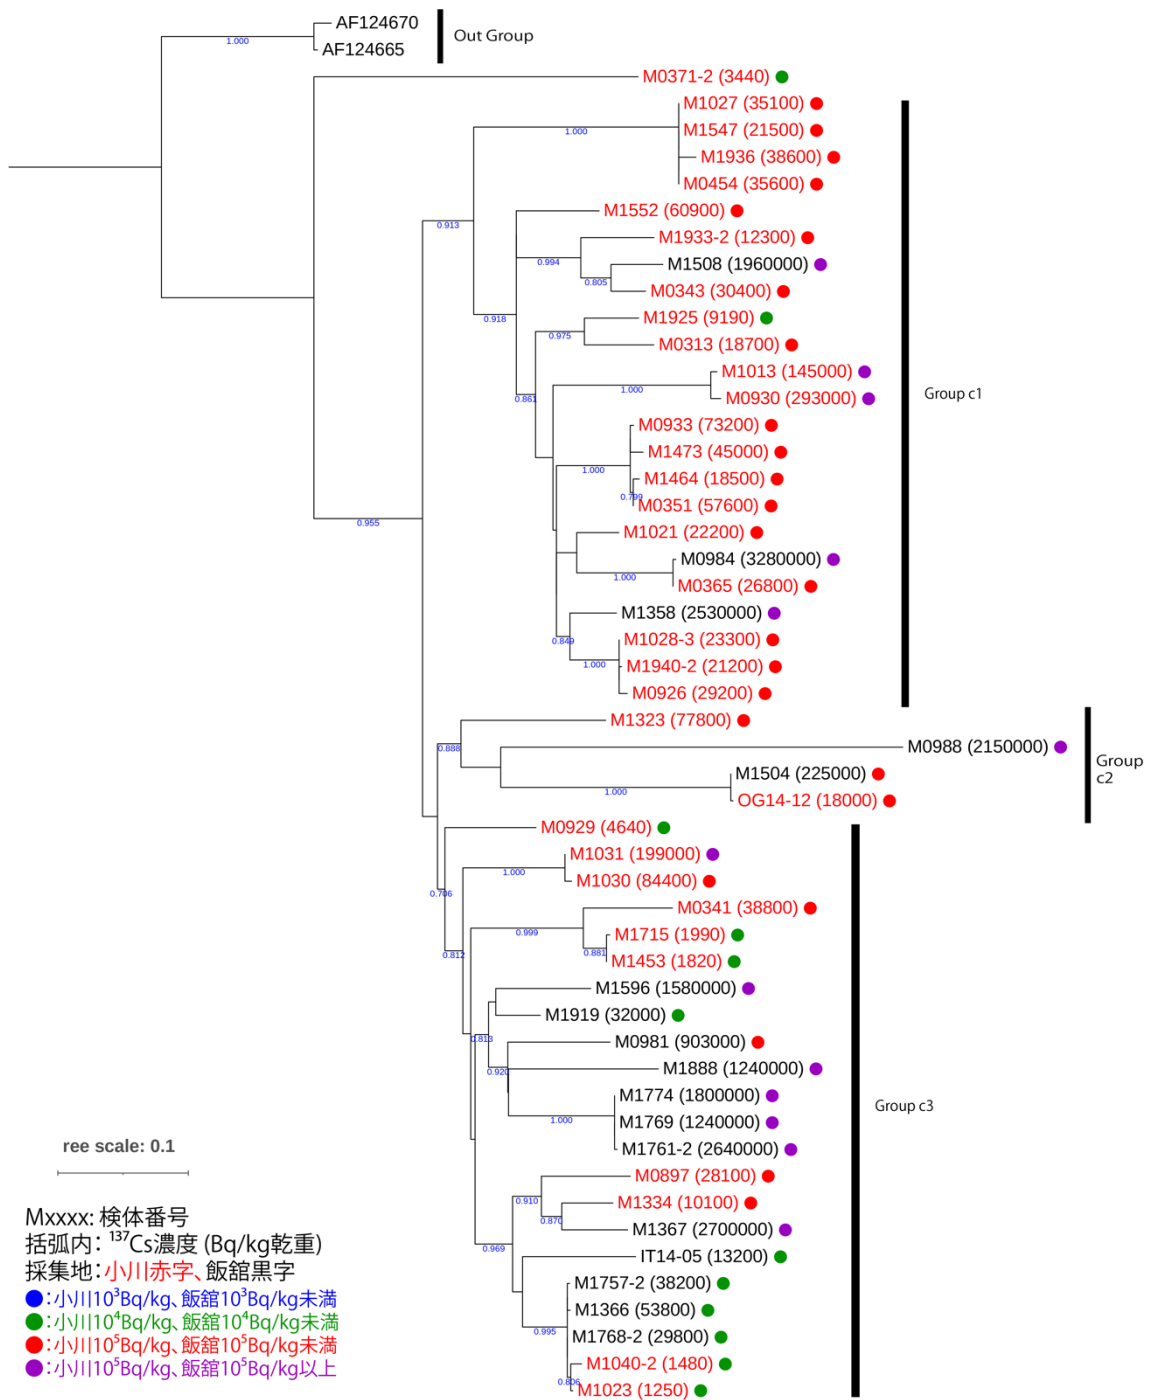 AF124670
1.000
AF124665
Out Group
M0371-2 (3440)
M1027 (35100)
1.000
M1547 (21500)
M1936 (38600)
M0454 (35600)
M1552 (60900)
0.913
M1933-2 (12300)
0.994
M1508 (1960000)
0.805
M0343 (30400)
0.918
M1925 (9190)
0.975
M0313 (18700)
M1013 (145000)
1.000
Group c1
0.861
M0930 (293000)
M0933 (73200)
M1473 (45000)
1.000
M1464 (18500)
0.799
M0351 (57600)
0.955
M1021 (22200)
M0984 (3280000)
1.000
M0365 (26800)
M1358 (2530000)
0.849
M1028-3 (23300)
1.000
M1940-2 (21200)
M0926 (29200)
M1323 (77800)
0.888
M0988 (2150000)
Group
c2
M1504 (225000)
1.000
OG14-12 (18000)
M0929 (4640)
M1031 (199000)
1.000
M1030 (84400)
0.706
M0341 (38800)
0.999
M1715 (1990)
0.881
0.812
M1453 (1820)
M1596 (1580000)
M1919 (32000)
0.813
M0981 (903000)
0.920
M1888 (1240000)
M1774 (1800000)
Group c3
1.000
M1769 (1240000)
M1761-2 (2640000)
M0897 (28100)
0.910
M1334 (10100)
0.870
M1367 (2700000)
0.969
IT14-05 (13200)
M1757-2 (38200)
M1366 (53800)
0.995
M1768-2 (29800)
M1040-2 (1480)
0.806
M1023 (1250)
ree scale: 0.1
Mxxxx: 検体番号
括弧内: ¹³⁷Cs濃度 (Bq/kg乾重)
採集地:小川赤字、飯舘黒字
●:小川10³Bq/kg、飯舘10³Bq/kg未満
●:小川10⁴Bq/kg、飯舘10⁴Bq/kg未満
●:小川10⁵Bq/kg、飯舘10⁵Bq/kg未満
●:小川10⁵Bq/kg、飯舘10⁵Bq/kg以上